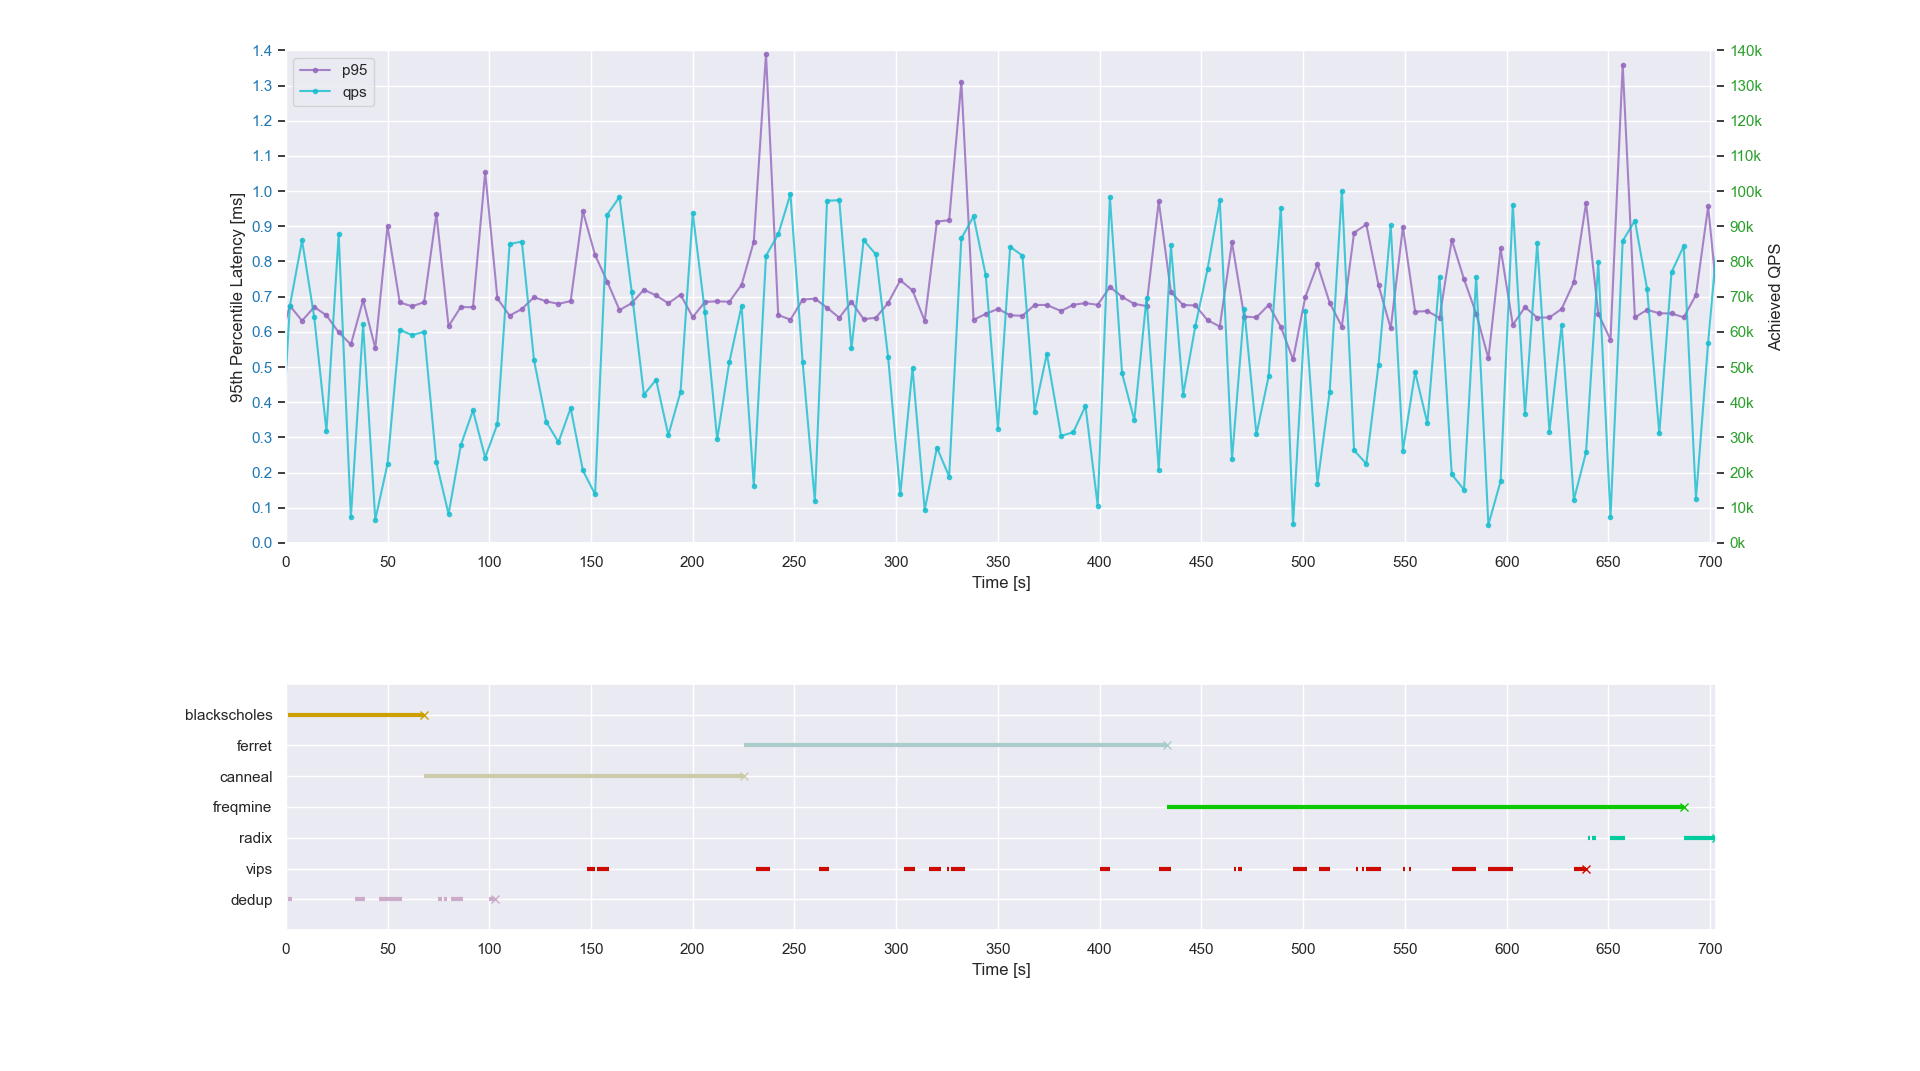 p95
qps
1.4
1.3
1.2
1.1
1.0
0.9
0.8
0.7
0.6
0.5
0.4
0.3
0.2
0.1
0.0
95th Percentile Latency [ms]
140k
130k
120k
110k
100k
90k
80k
70k
60k
50k
40k
30k
20k
10k
0k
Achieved QPS
0 50 100 150 200 250 300 350 400 450 500 550 600 650 700
Time [s]
blackscholes
ferret
canneal
freqmine
radix
vips
dedup
0 50 100 150 200 250 300 350 400 450 500 550 600 650 700
Time [s]